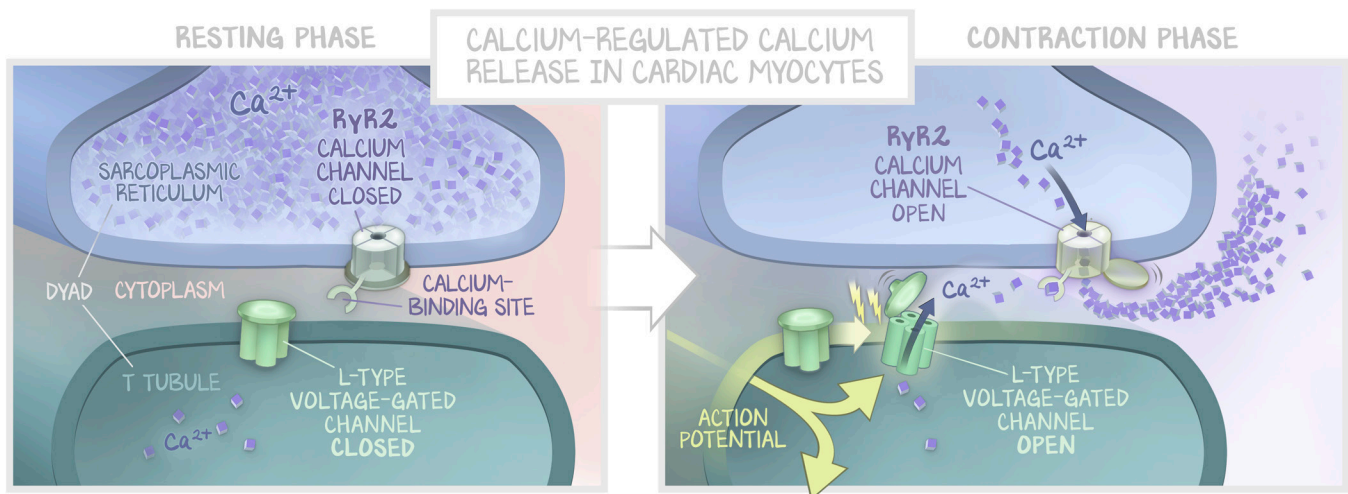 RESTING PHASE
CALCIUM-REGULATED CALCIUM
RELEASE IN CARDIAC MYOCYTES
CONTRACTION PHASE
Ca²⁺
RyR2
CALCIUM
CHANNEL
CLOSED
SARCOPLASMIC
RETICULUM
DYAD
CYTOPLASM
CALCIUM-
BINDING SITE
T TUBULE
Ca²⁺
L-TYPE
VOLTAGE-GATED
CHANNEL
CLOSED
RyR2
CALCIUM
CHANNEL
OPEN
Ca²⁺
Ca²⁺
ACTION
POTENTIAL
L-TYPE
VOLTAGE-GATED
CHANNEL
OPEN